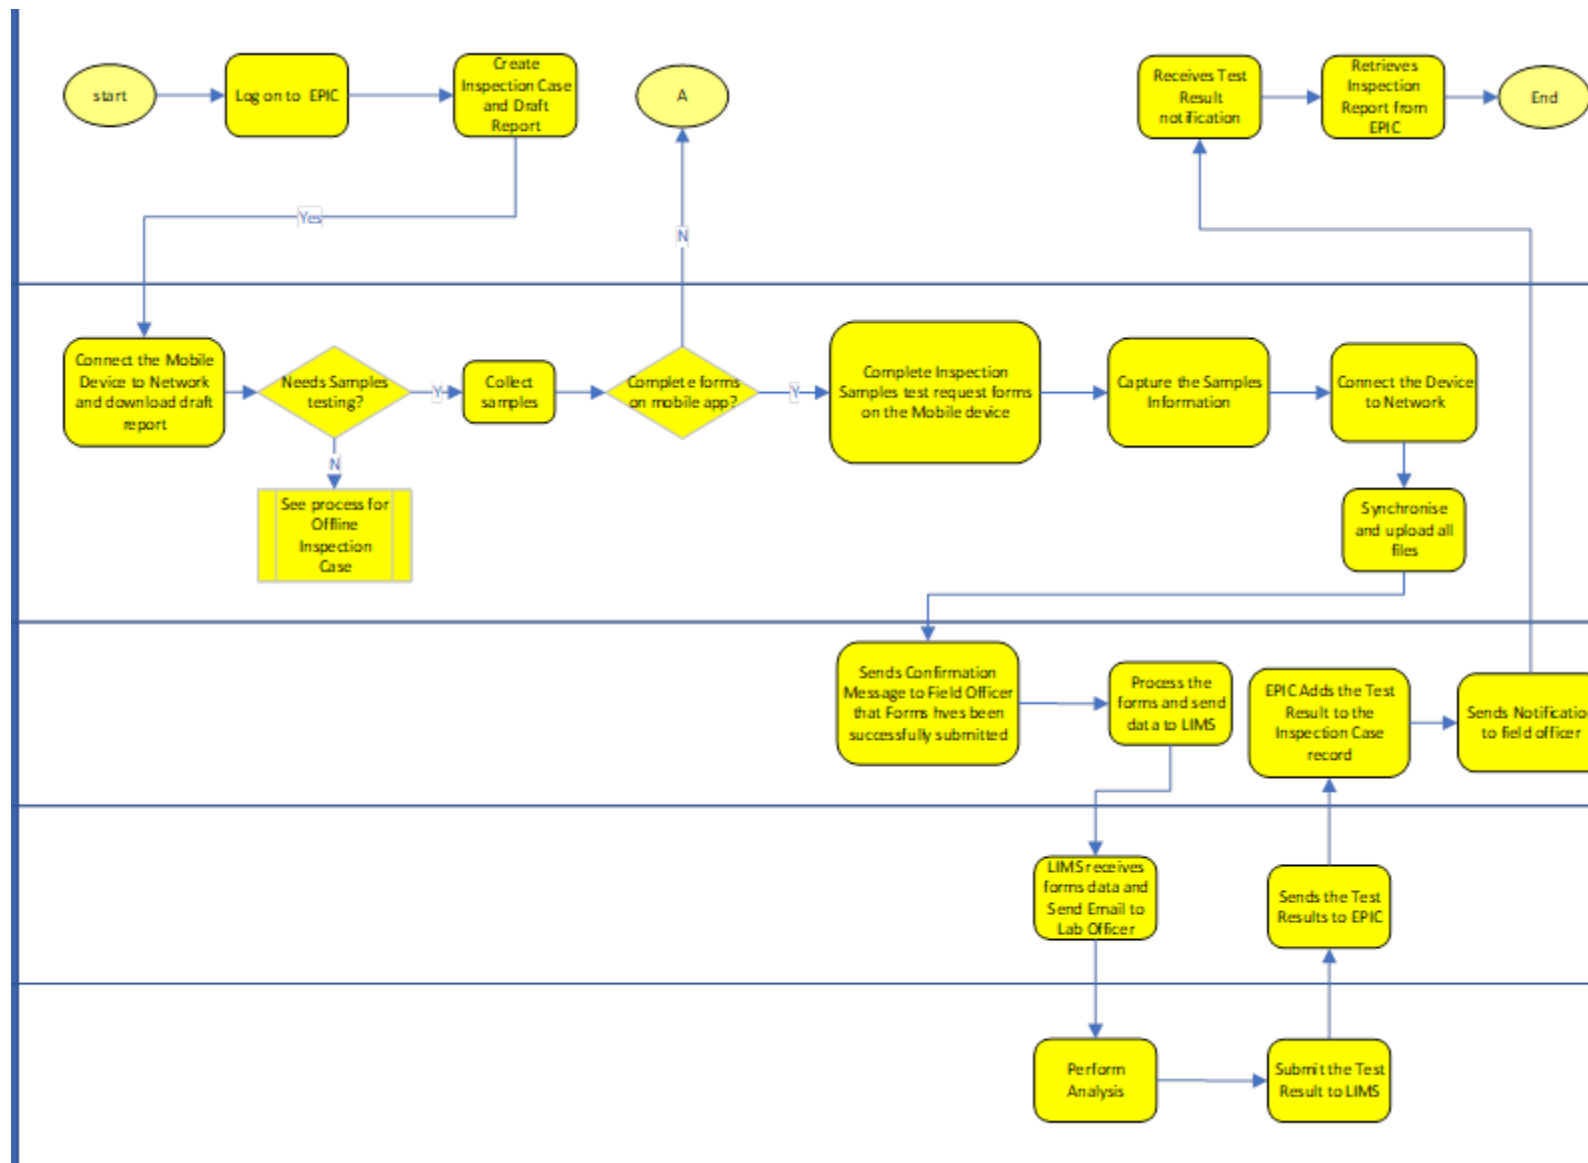 start
Log on to EPIC
Create
Inspection Case
and Draft
Report
A
Receives Test
Result
notification
Retrieves
Inspection
Report from
EPIC
End
Yes
N
Connect the Mobile
Device to Network
and download draft
report
Needs Samples
testing?
Y
Collect
samples
Complete forms
on mobile app?
Y
Complete Inspection
Samples test request forms
on the Mobile device
Capture the Samples
Information
Connect the Device
to Network
N
See process for
Offline
Inspection
Case
Synchronise
and upload all
files
Sends Confirmation
Message to Field Officer
that Forms hves been
successfully submitted
Process the
forms and send
data to LIMS
EPIC Adds the Test
Result to the
Inspection Case
record
Sends Notificatio
to field officer
LIMS receives
forms data and
Send Email to
Lab Officer
Sends the Test
Results to EPIC
Perform
Analysis
Submit the Test
Result to LIMS